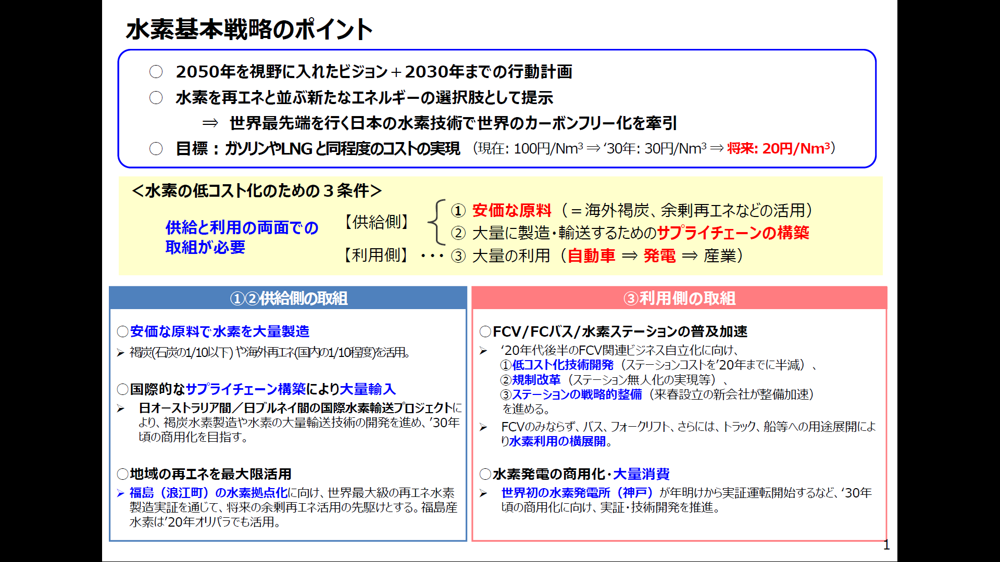 水素基本戦略のポイント
○ 2050年を視野に入れたビジョン＋2030年までの行動計画
○ 水素を再エネと並ぶ新たなエネルギーの選択肢として提示
⇒ 世界最先端を行く日本の水素技術で世界のカーボンフリー化を牽引
○ 目標：ガソリンやLNGと同程度のコストの実現 （現在: 100円/Nm³ ⇒ ‘30年: 30円/Nm³ ⇒ 将来: 20円/Nm³）
＜水素の低コスト化のための３条件＞
供給と利用の両面での
取組が必要
【供給側】
① 安価な原料（＝海外褐炭、余剰再エネなどの活用）
② 大量に製造・輸送するためのサプライチェーンの構築
【利用側】 ・・・ ③ 大量の利用（自動車 ⇒ 発電 ⇒ 産業）
①②供給側の取組
○安価な原料で水素を大量製造
➢ 褐炭(石炭の1/10以下) や海外再エネ(国内の1/10程度)を活用。
○国際的なサプライチェーン構築により大量輸入
➢ 日オーストラリア間／日ブルネイ間の国際水素輸送プロジェクトに
より、褐炭水素製造や水素の大量輸送技術の開発を進め、’30年
頃の商用化を目指す。
○地域の再エネを最大限活用
➢ 福島（浪江町）の水素拠点化に向け、世界最大級の再エネ水素
製造実証を通じて、将来の余剰再エネ活用の先駆けとする。福島産
水素は’20年オリパラでも活用。
③利用側の取組
○FCV/FCバス/水素ステーションの普及加速
➢ ‘20年代後半のFCV関連ビジネス自立化に向け、
①低コスト化技術開発（ステーションコストを’20年までに半減）、
②規制改革（ステーション無人化の実現等）、
③ステーションの戦略的整備（来春設立の新会社が整備加速）
を進める。
➢ FCVのみならず、バス、フォークリフト、さらには、トラック、船等への用途展開によ
り水素利用の横展開。
○水素発電の商用化・大量消費
➢ 世界初の水素発電所（神戸）が年明けから実証運転開始するなど、‘30年
頃の商用化に向け、実証・技術開発を推進。
1